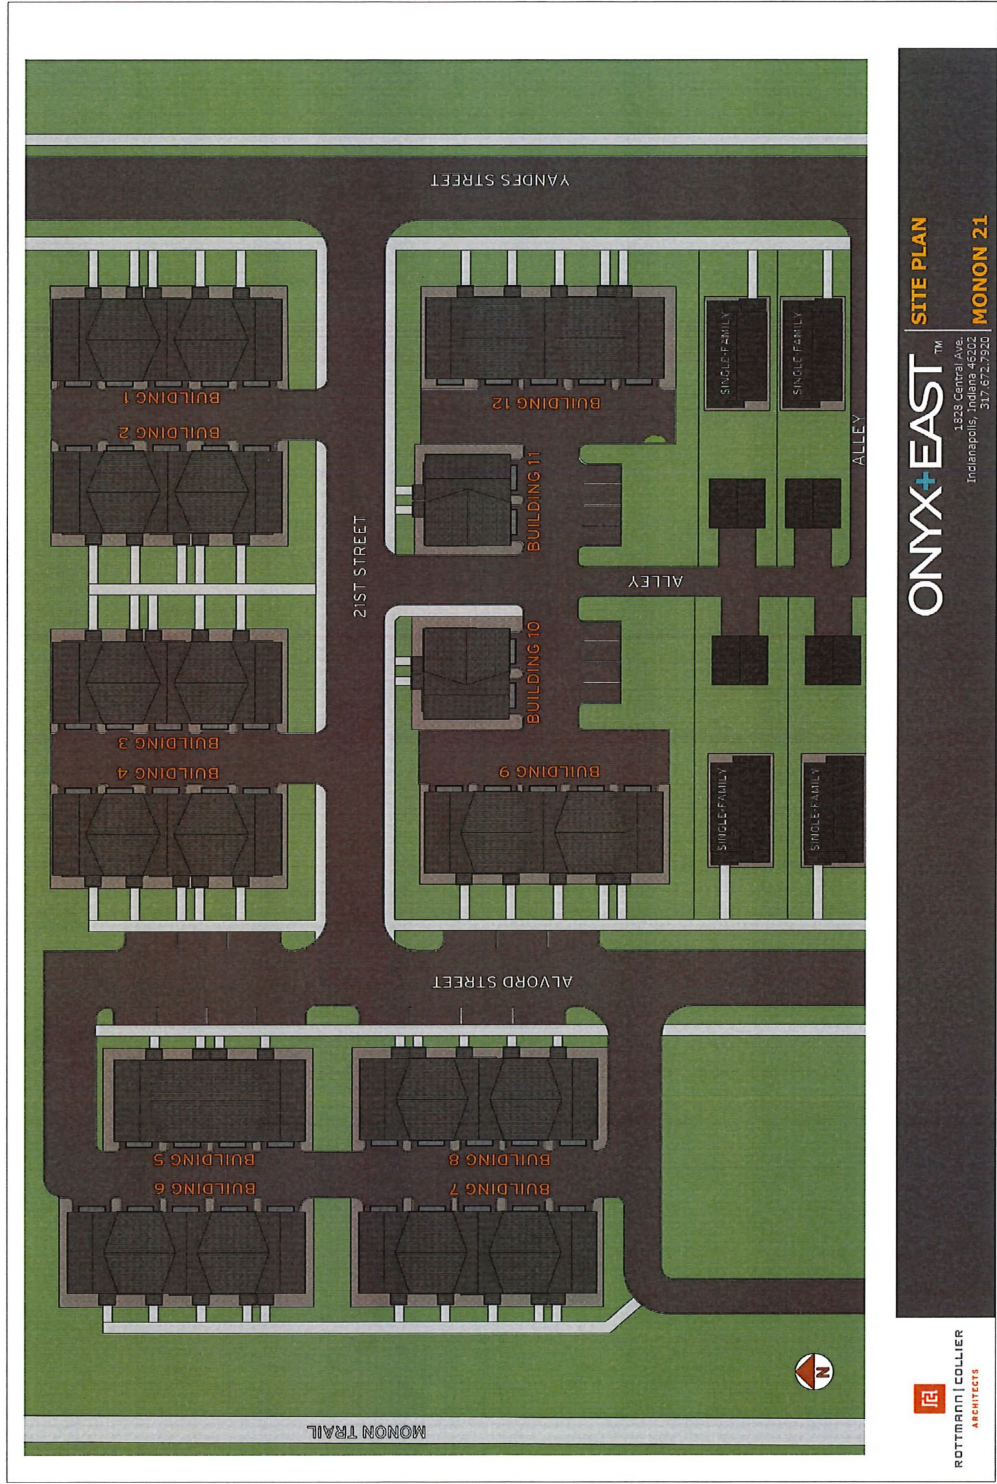 YANDES STREET
BUILDING 1
BUILDING 2
BUILDING 3
BUILDING 4
21ST STREET
BUILDING 12
BUILDING 11
BUILDING 10
BUILDING 9
SINGLE-FAMILY
SINGLE-FAMILY
ALLEY
ALLEY
SINGLE-FAMILY
SINGLE-FAMILY
ALVORD STREET
BUILDING 5
BUILDING 6
BUILDING 8
BUILDING 7
MONON TRAIL
N
ONYX+EAST TM
1828 Central Ave.
Indianapolis, Indiana 46202
317.672.7920
SITE PLAN
MONON 21
RC
ROTTMANN | COLLIER
ARCHITECTS